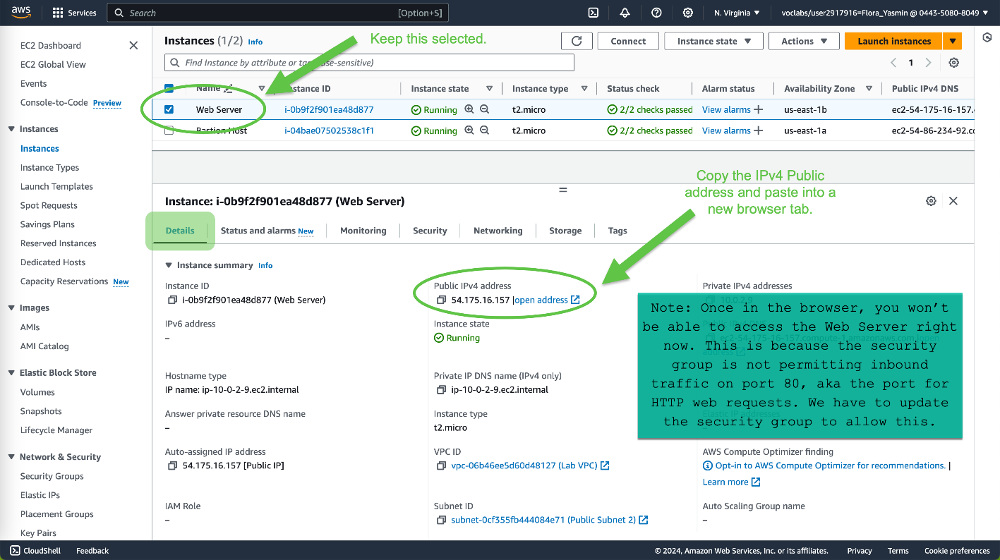 aws Services Search [Option+S] N. Virginia ▼ voclabs/user2917916=Flora_Yasmin @ 0443-5080-8049 ▼
EC2 Dashboard
EC2 Global View
Events
Console-to-Code Preview
Instances
Instances
Instance Types
Launch Templates
Spot Requests
Savings Plans
Reserved Instances
Dedicated Hosts
Capacity Reservations New
Images
AMIs
AMI Catalog
Elastic Block Store
Volumes
Snapshots
Lifecycle Manager
Network & Security
Security Groups
Elastic IPs
Placement Groups
Key Pairs
Instances (1/2) Info
Keep this selected.
Connect Instance state ▼ Actions ▼ Launch instances ▼
Find Instance by attribute or tag (case-sensitive)
1
Name Instance ID Instance state Instance type Status check Alarm status Availability Zone Public IPv4 DNS
Web Server i-0b9f2f901ea48d877 Running t2.micro 2/2 checks passed View alarms + us-east-1b ec2-54-175-16-157.
Bastion Host i-04bae07502538c1f1 Running t2.micro 2/2 checks passed View alarms + us-east-1a ec2-54-86-234-92.co
Copy the IPv4 Public
address and paste into a
new browser tab.
Instance: i-0b9f2f901ea48d877 (Web Server)
Details Status and alarms New Monitoring Security Networking Storage Tags
Instance summary Info
Instance ID
i-0b9f2f901ea48d877 (Web Server)
Public IPv4 address
54.175.16.157 |open address
Private IPv4 addresses
10.0.2.9
IPv6 address
–
Instance state
Running
ec2-54-175-16-157.compute-1.amazonaws.com |open
address
Note: Once in the browser, you won't
be able to access the Web Server right
now. This is because the security
group is not permitting inbound
traffic on port 80, aka the port for
HTTP web requests. We have to update
the security group to allow this.
Hostname type
IP name: ip-10-0-2-9.ec2.internal
Private IP DNS name (IPv4 only)
ip-10-0-2-9.ec2.internal
Answer private resource DNS name
–
Instance type
t2.micro
Elastic IP addresses
–
Auto-assigned IP address
54.175.16.157 [Public IP]
VPC ID
vpc-06b46ee5d60d48127 (Lab VPC)
AWS Compute Optimizer finding
Opt-in to AWS Compute Optimizer for recommendations. |
Learn more
IAM Role
–
Subnet ID
subnet-0cf355fb444084e71 (Public Subnet 2)
Auto Scaling Group name
–
CloudShell Feedback © 2024, Amazon Web Services, Inc. or its affiliates. Privacy Terms Cookie preferences